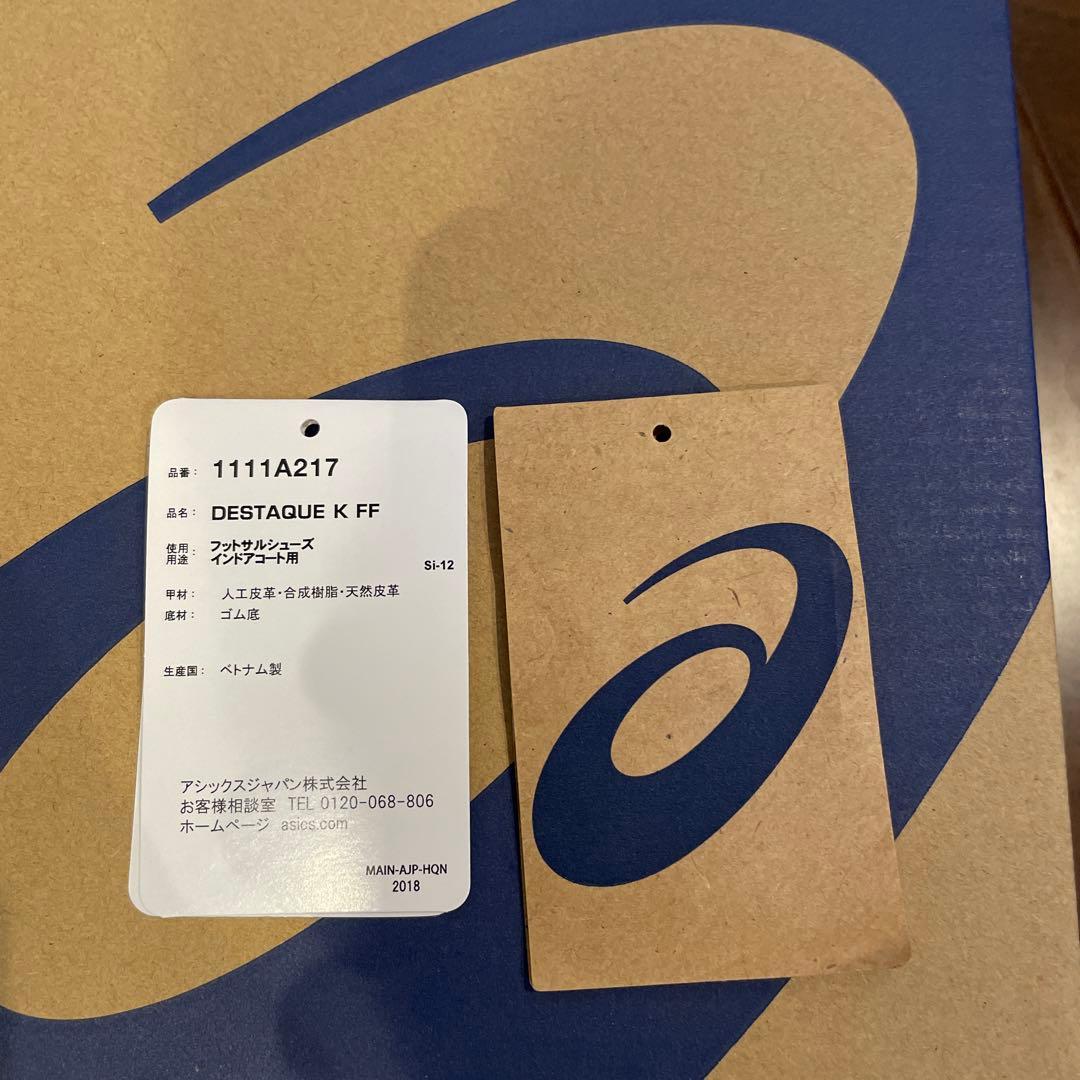 品番： 1111A217
品名： DESTAQUE K FF
使用用途： フットサルシューズ
インドアコート用
Si-12
甲材： 人工皮革・合成樹脂・天然皮革
底材： ゴム底
生産国： ベトナム製
アシックスジャパン株式会社
お客様相談室 TEL 0120-068-806
ホームページ asics.com
MAIN-AJP-HQN
2018